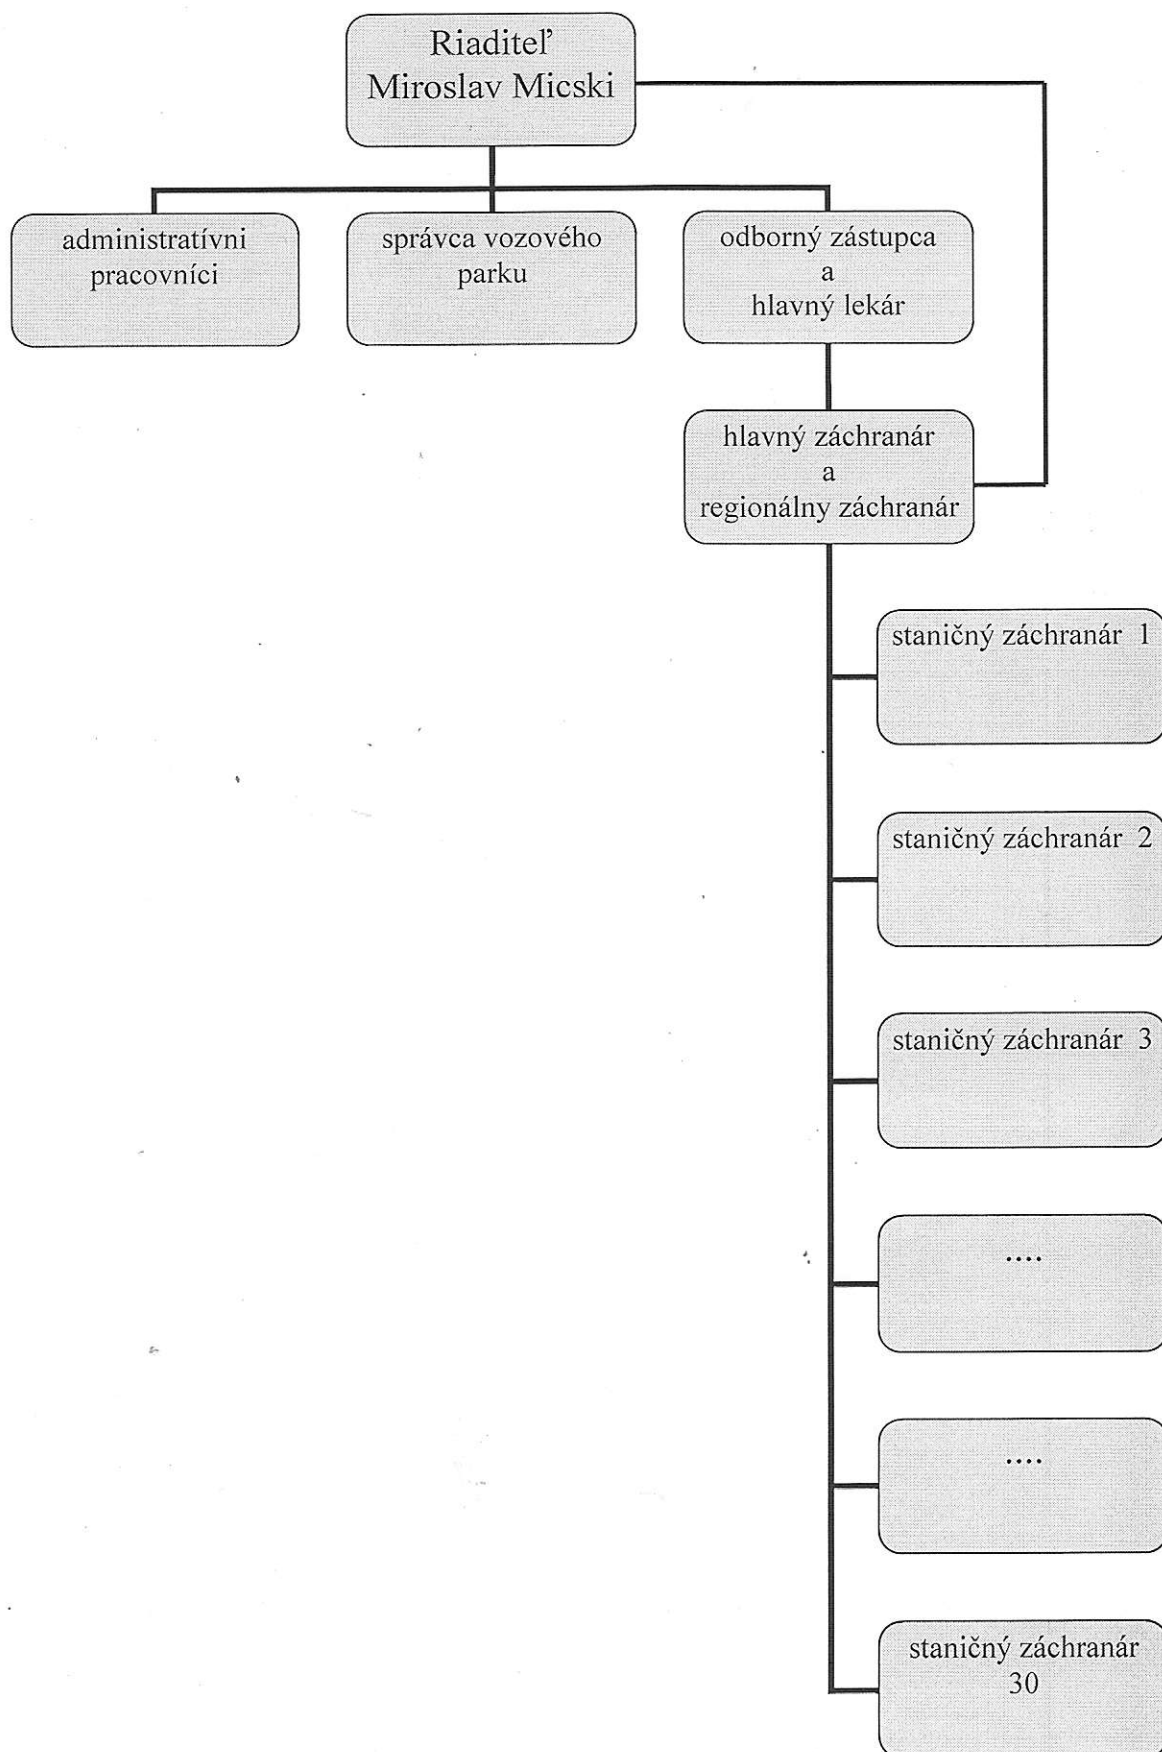 Riaditeľ
Miroslav Micski
administratívni
pracovníci
správca vozového
parku
odborný zástupca
a
hlavný lekár
hlavný záchranár
a
regionálny záchranár
staničný záchranár 1
staničný záchranár 2
staničný záchranár 3
....
....
staničný záchranár
30